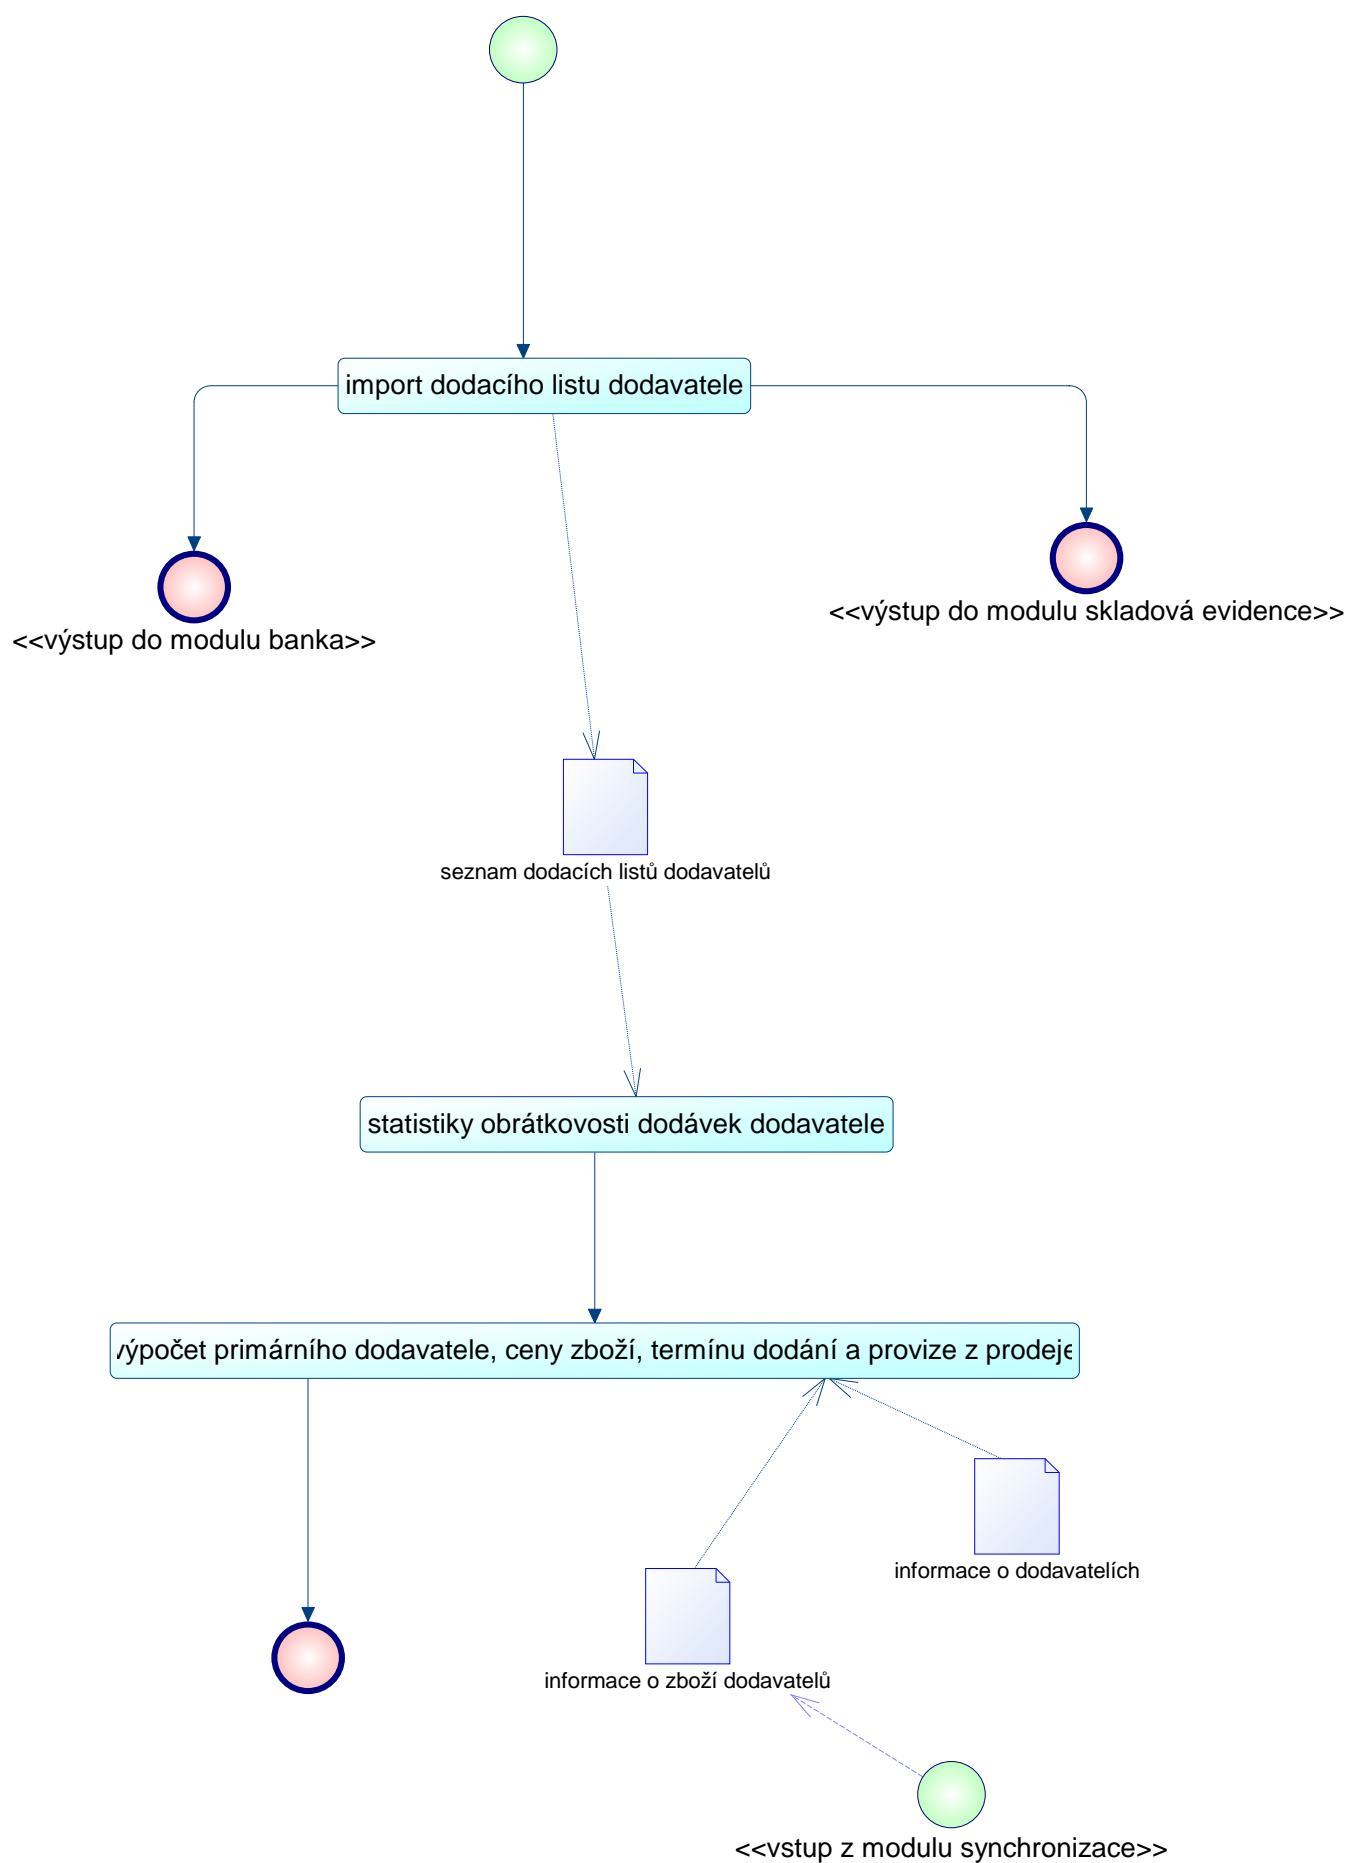 import dodacího listu dodavatele
<<výstup do modulu skladová evidence>>
<<výstup do modulu banka>>
seznam dodacích listů dodavatelů
statistiky obrátkovosti dodávek dodavatele
výpočet primárního dodavatele, ceny zboží, termínu dodání a provize z prodeje
informace o dodavatelích
informace o zboží dodavatelů
<<vstup z modulu synchronizace>>